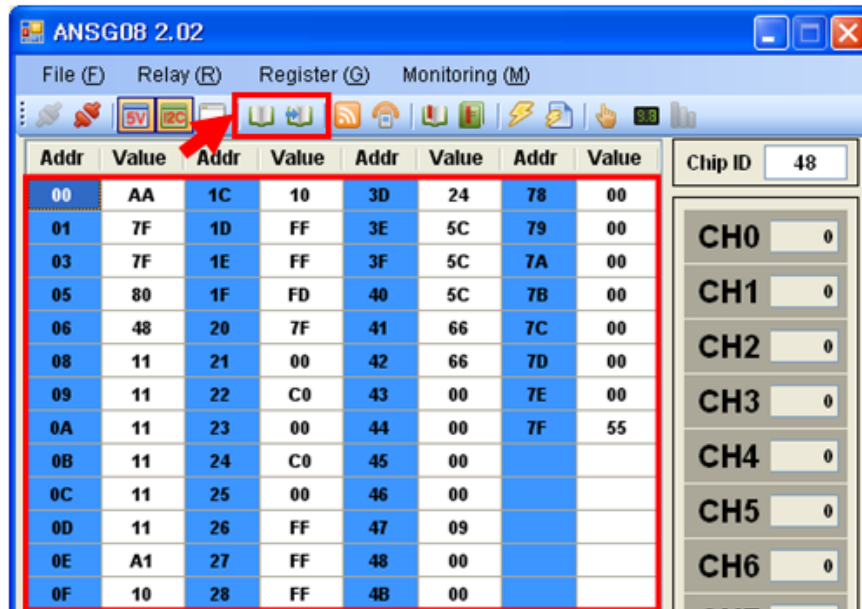 ANSG08 2.02
File (F) Relay (R) Register (G) Monitoring (M)
5V I2C 9.8
Addr Value Addr Value Addr Value Addr Value Chip ID 48
00 AA 1C 10 3D 24 78 00
01 7F 1D FF 3E 5C 79 00 CH0 0
03 7F 1E FF 3F 5C 7A 00
05 80 1F FD 40 5C 7B 00 CH1 0
06 48 20 7F 41 66 7C 00
08 11 21 00 42 66 7D 00 CH2 0
09 11 22 C0 43 00 7E 00
0A 11 23 00 44 00 7F 55 CH3 0
0B 11 24 C0 45 00 CH4 0
0C 11 25 00 46 00
0D 11 26 FF 47 09 CH5 0
0E A1 27 FF 48 00 CH6 0
0F 10 28 FF 4B 00